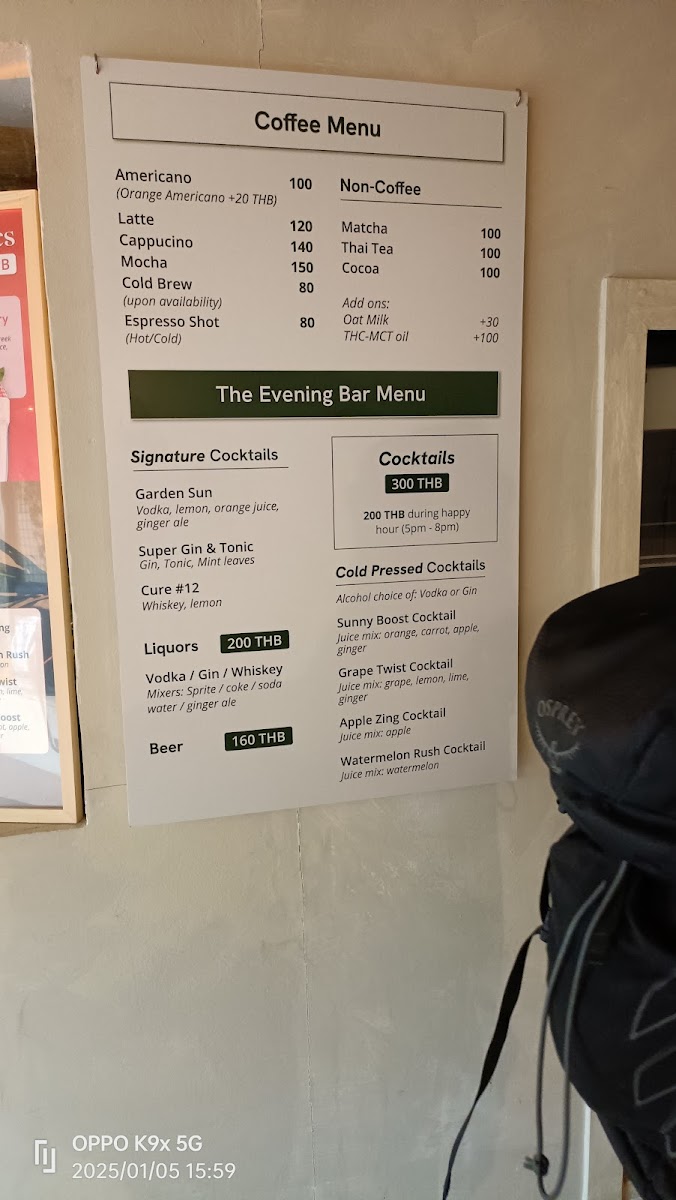 Coffee Menu
Americano 100
(Orange Americano +20 THB)
Latte 120
Cappucino 140
Mocha 150
Cold Brew 80
(upon availability)
Espresso Shot 80
(Hot/Cold)
Non-Coffee
Matcha 100
Thai Tea 100
Cocoa 100
Add ons:
Oat Milk +30
THC-MCT oil +100
The Evening Bar Menu
Signature Cocktails
Garden Sun
Vodka, lemon, orange juice,
ginger ale
Super Gin & Tonic
Gin, Tonic, Mint leaves
Cure #12
Whiskey, lemon
Liquors 200 THB
Vodka / Gin / Whiskey
Mixers: Sprite / coke / soda
water / ginger ale
Beer 160 THB
Cocktails
300 THB
200 THB during happy
hour (5pm - 8pm)
Cold Pressed Cocktails
Alcohol choice of: Vodka or Gin
Sunny Boost Cocktail
Juice mix: orange, carrot, apple,
ginger
Grape Twist Cocktail
Juice mix: grape, lemon, lime,
ginger
Apple Zing Cocktail
Juice mix: apple
Watermelon Rush Cocktail
Juice mix: watermelon
Rush
lime,
apple,
OSPREY
OPPO K9x 5G
2025/01/05 15:59